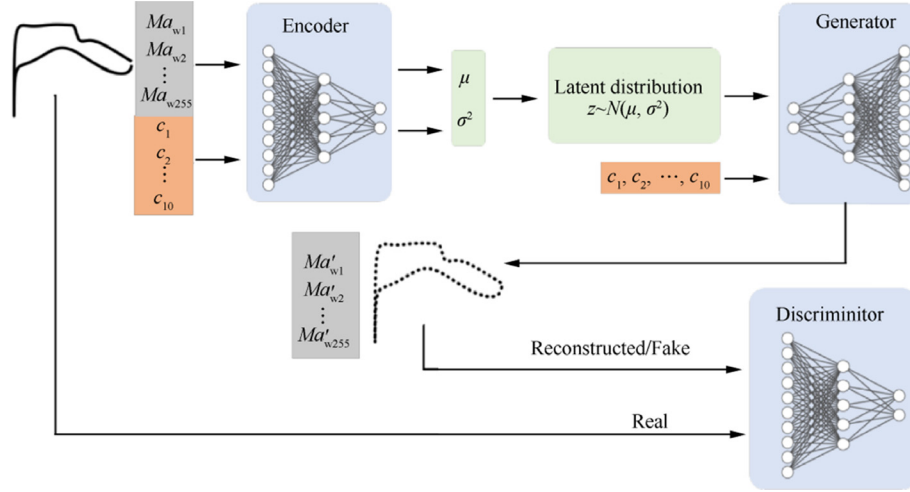 Ma_w1
Ma_w2
⋮
Ma_w255
c_1
c_2
⋮
c_10
Encoder
μ
σ²
Latent distribution
z~N(μ, σ²)
c_1, c_2, ⋯, c_10
Generator
Ma′_w1
Ma′_w2
⋮
Ma′_w255
Reconstructed/Fake
Real
Discriminitor